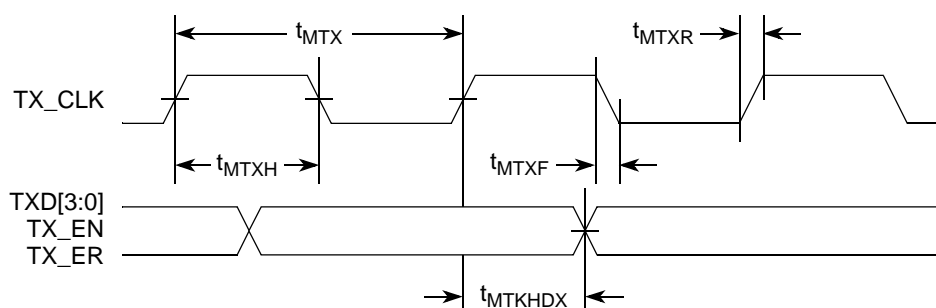 tMTX
tMTXR
TX_CLK
tMTXH
tMTXF
TXD[3:0]
TX_EN
TX_ER
tMTKHDX